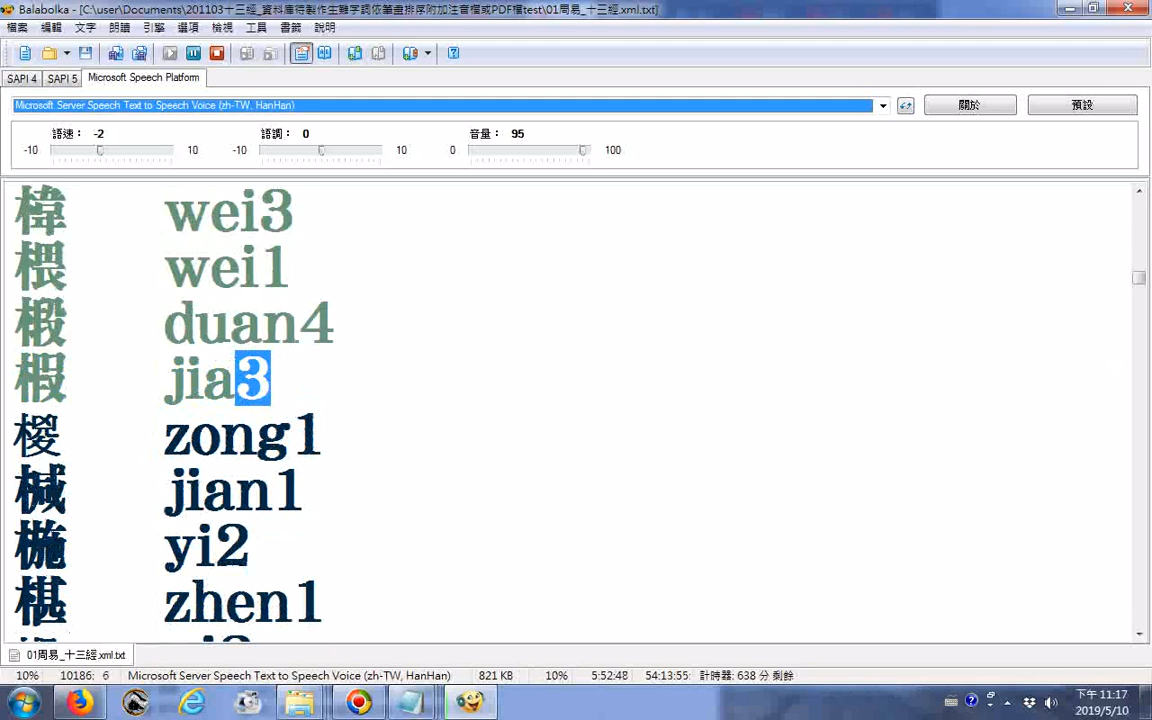 Balabolka - [C:\user\Documents\201103十三經_資料庫待製作生難字詞依筆畫排序附加注音檔或PDF檔test\01周易_十三經.xml.txt]
檔案 編輯 文字 朗讀 引擎 選項 檢視 工具 書籤 說明
SAPI 4 SAPI 5 Microsoft Speech Platform
Microsoft Server Speech Text to Speech Voice (zh-TW, HanHan) 關於 預設
語速： -2 語調： 0 音量： 95
-10 10 -10 10 0 100
椲 wei3
椳 wei1
椴 duan4
椵 jia3
椶 zong1
椷 jian1
椸 yi2
椹 zhen1
01周易_十三經.xml.txt
10% 10186: 6 Microsoft Server Speech Text to Speech Voice (zh-TW, HanHan) 821 KB 10% 5:52:48 54:13:55: 計時器: 638 分 剩餘
下午 11:17
2019/5/10